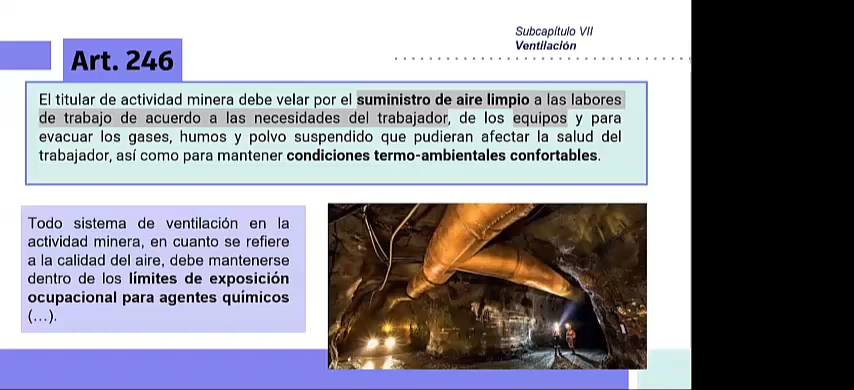 Subcapítulo VII
Ventilación
Art. 246
El titular de actividad minera debe velar por el suministro de aire limpio a las labores
de trabajo de acuerdo a las necesidades del trabajador, de los equipos y para
evacuar los gases, humos y polvo suspendido que pudieran afectar la salud del
trabajador, así como para mantener condiciones termo-ambientales confortables.
Todo sistema de ventilación en la
actividad minera, en cuanto se refiere
a la calidad del aire, debe mantenerse
dentro de los límites de exposición
ocupacional para agentes químicos
(...).